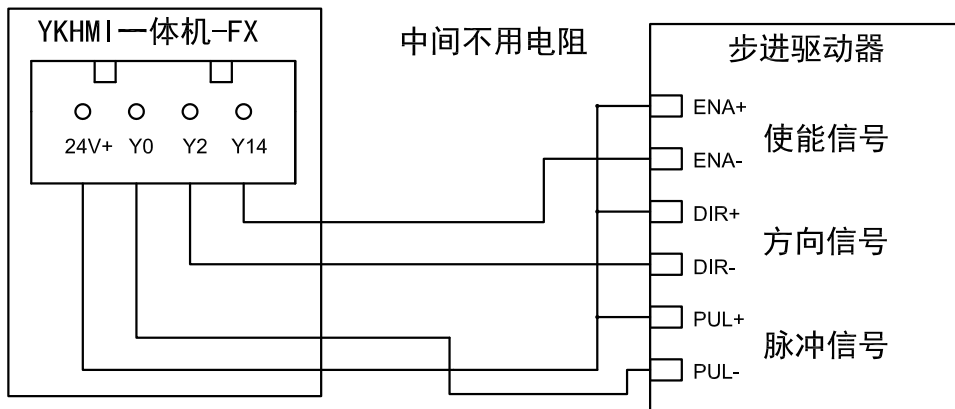 YKHMI一体机-FX
中间不用电阻
步进驱动器
24V+ Y0 Y2 Y14
ENA+
使能信号
ENA-
DIR+
方向信号
DIR-
PUL+
脉冲信号
PUL-